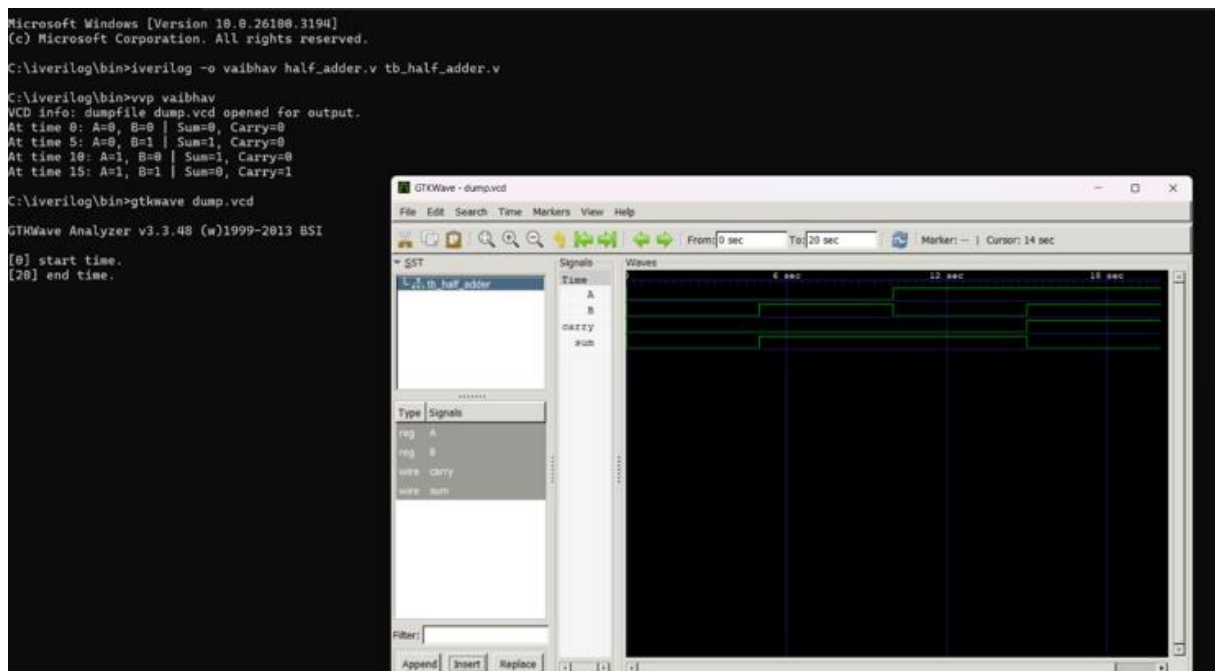 Microsoft Windows [Version 10.0.26100.3194]
(c) Microsoft Corporation. All rights reserved.
C:\iverilog\bin>iverilog -o vaibhav half_adder.v tb_half_adder.v
C:\iverilog\bin>vvp vaibhav
VCD info: dumpfile dump.vcd opened for output.
At time 0: A=0, B=0 | Sum=0, Carry=0
At time 5: A=0, B=1 | Sum=1, Carry=0
At time 10: A=1, B=0 | Sum=1, Carry=0
At time 15: A=1, B=1 | Sum=0, Carry=1
C:\iverilog\bin>gtkwave dump.vcd
GTKWave Analyzer v3.3.48 (w)1999-2013 BSI
[0] start time.
[20] end time.
GTKWave - dump.vcd
File Edit Search Time Markers View Help
From: 0 sec To: 20 sec Marker: -- | Cursor: 14 sec
SST
tb_half_adder
Type Signals
reg A
reg B
wire carry
wire sum
Filter:
Append Insert Replace
Signals
Time
A
B
carry
sum
Waves
6 sec 12 sec 18 sec